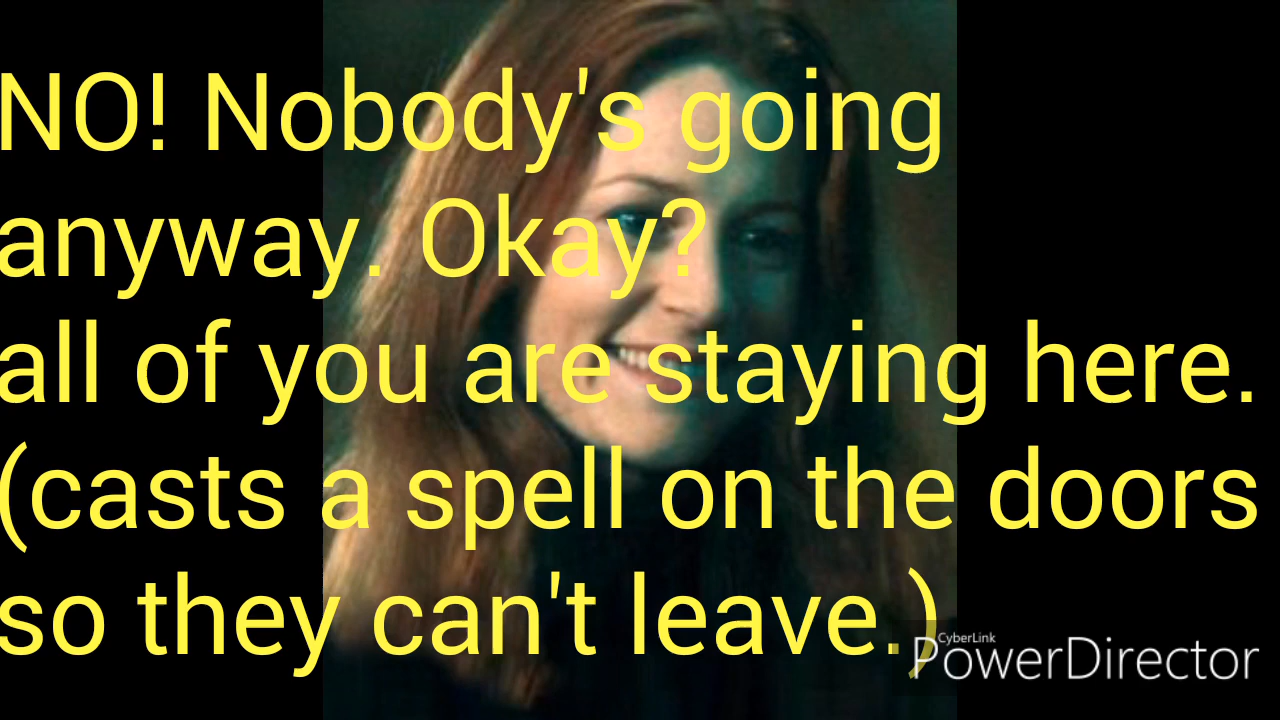 NO! Nobody's going
anyway. Okay?
all of you are staying here.
(casts a spell on the doors
so they can't leave.)
CyberLink
PowerDirector